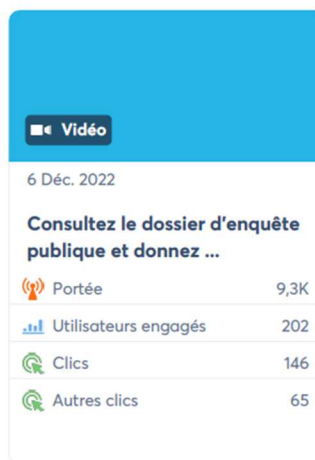 Vidéo
6 Déc. 2022
Consultez le dossier d'enquête
publique et donnez ...
Portée 9,3K
Utilisateurs engagés 202
Clics 146
Autres clics 65